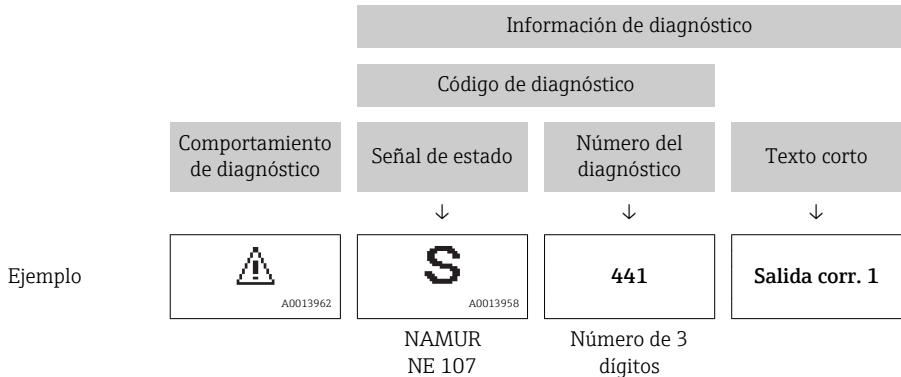 Información de diagnóstico
Código de diagnóstico
Comportamiento
de diagnóstico
Señal de estado
Número del
diagnóstico
Texto corto
↓ ↓ ↓
Ejemplo
A0013962
S
A0013958
441
Salida corr. 1
NAMUR
NE 107
Número de 3
dígitos